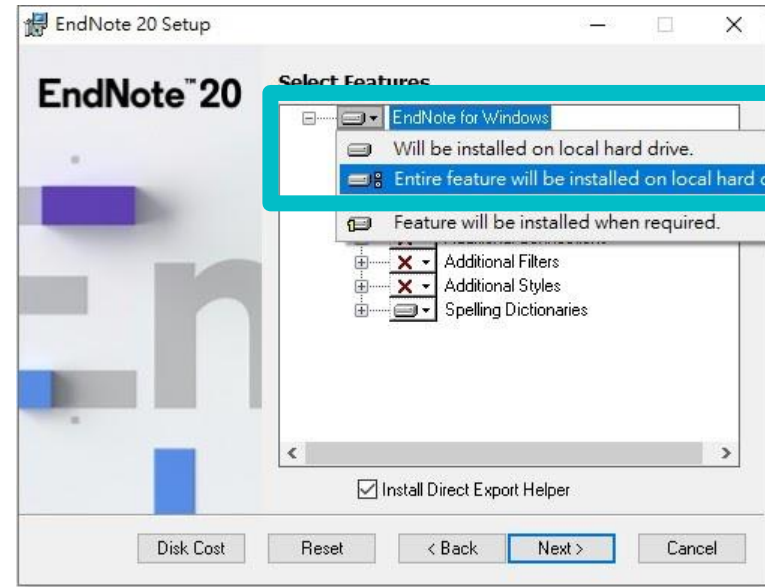 EndNote 20 Setup
EndNote™20
Select Features
EndNote for Windows
Will be installed on local hard drive.
Entire feature will be installed on local hard
Feature will be installed when required.
Additional Filters
Additional Styles
Spelling Dictionaries
Install Direct Export Helper
Disk Cost
Reset
< Back
Next >
Cancel